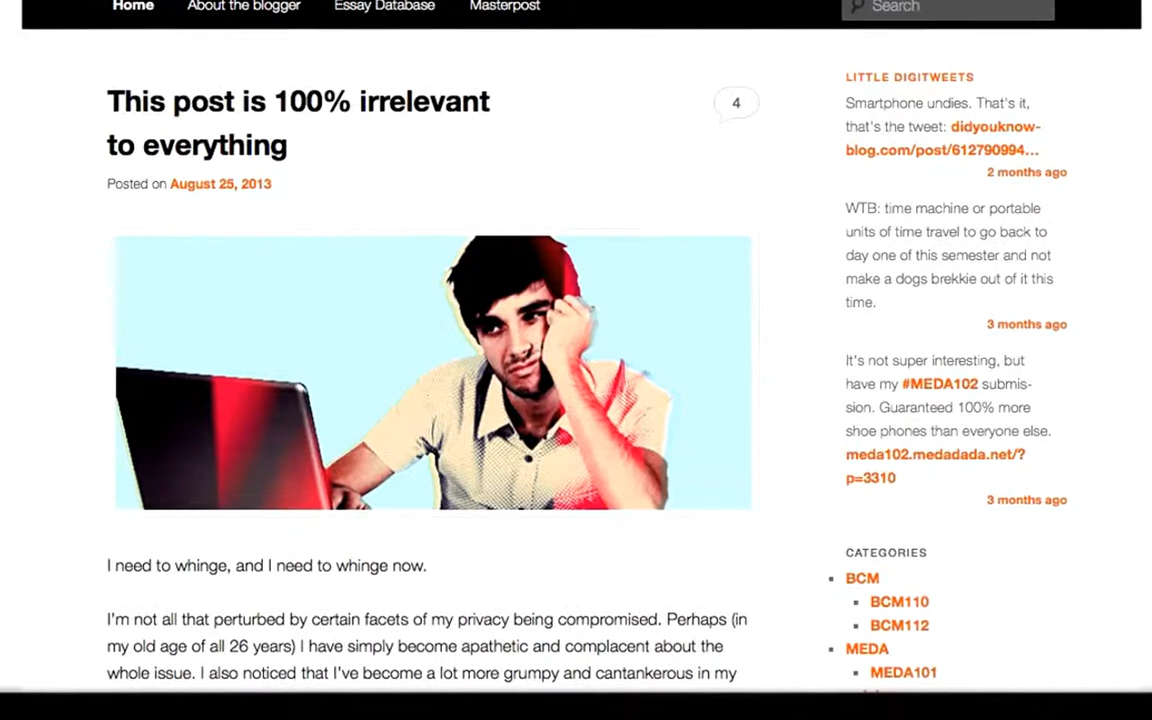 Home About the blogger Essay Database Masterpost Search
This post is 100% irrelevant
to everything
4
Posted on August 25, 2013
I need to whinge, and I need to whinge now.
I'm not all that perturbed by certain facets of my privacy being compromised. Perhaps (in
my old age of all 26 years) I have simply become apathetic and complacent about the
whole issue. I also noticed that I've become a lot more grumpy and cantankerous in my
LITTLE DIGITWEETS
Smartphone undies. That's it,
that's the tweet: didyouknow-
blog.com/post/612790994...
2 months ago
WTB: time machine or portable
units of time travel to go back to
day one of this semester and not
make a dogs brekkie out of it this
time.
3 months ago
It's not super interesting, but
have my #MEDA102 submis-
sion. Guaranteed 100% more
shoe phones than everyone else.
meda102.medadada.net/?
p=3310
3 months ago
CATEGORIES
BCM
BCM110
BCM112
MEDA
MEDA101